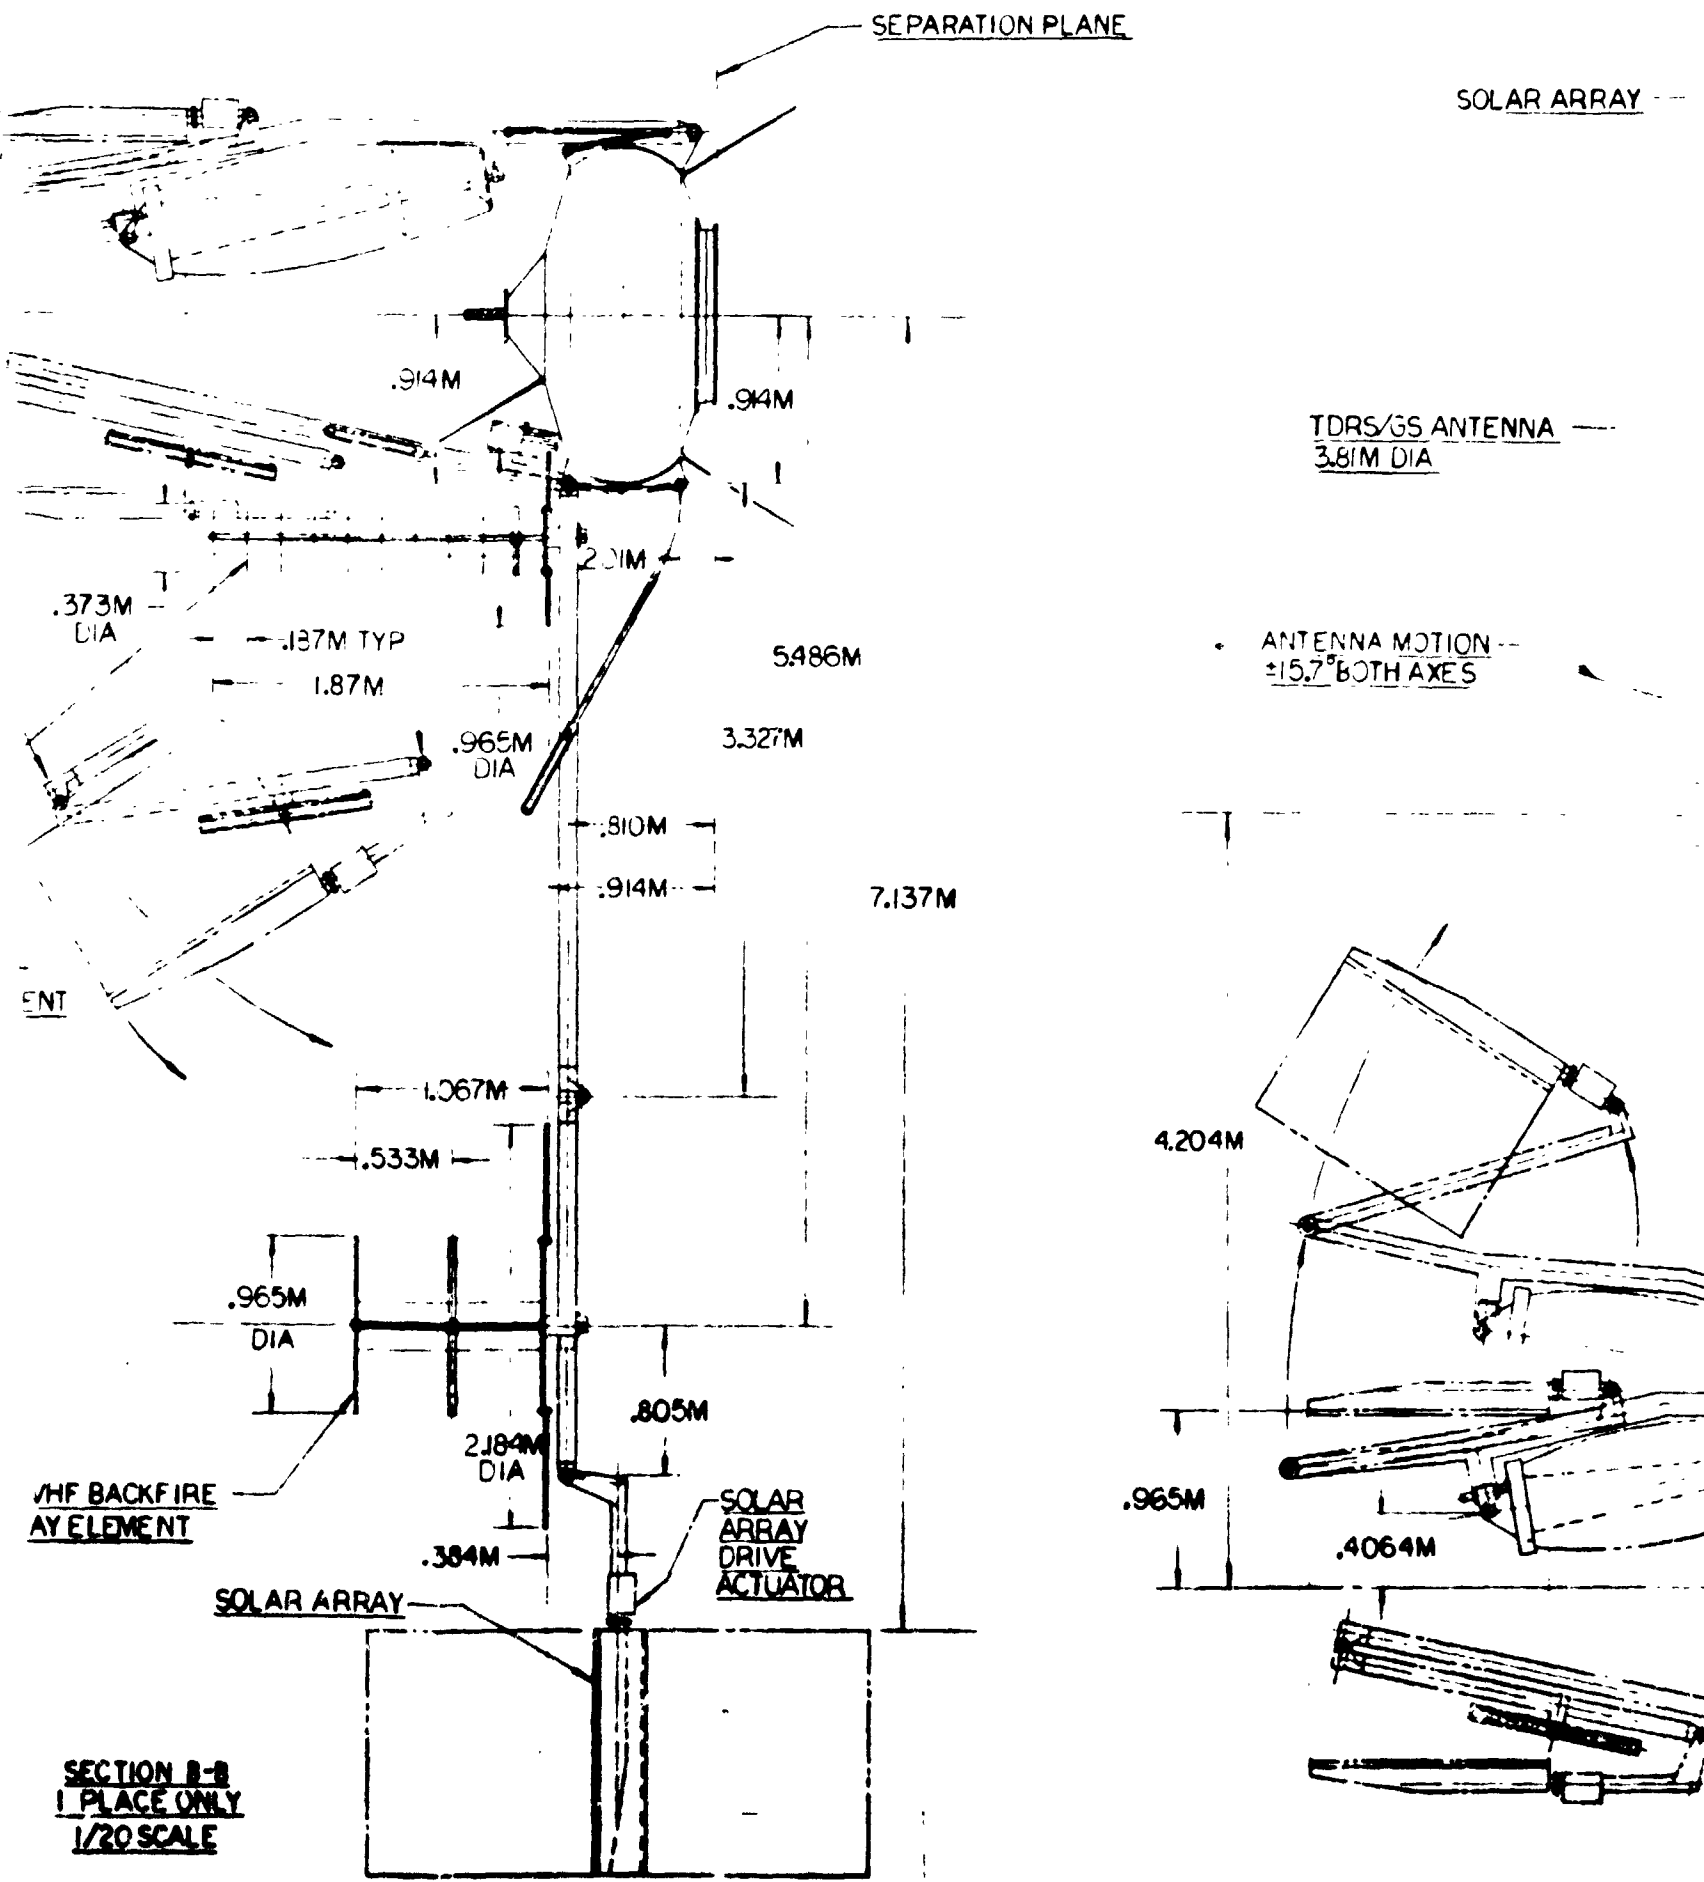 SEPARATION PLANE
SOLAR ARRAY
.914M
.914M
TDRS/GS ANTENNA
3.81M DIA
.373M
DIA
.187M TYP
1.87M
5.486M
ANTENNA MOTION
±15.7° BOTH AXES
.965M
DIA
3.327M
.810M
.914M
7.137M
ENT
1.067M
.533M
4.204M
.965M
DIA
.805M
2.184M
DIA
VHF BACKFIRE
AY ELEMENT
SOLAR
ARRAY
DRIVE
ACTUATOR
.384M
.965M
.4064M
SOLAR ARRAY
SECTION B-B
1 PLACE ONLY
1/20 SCALE